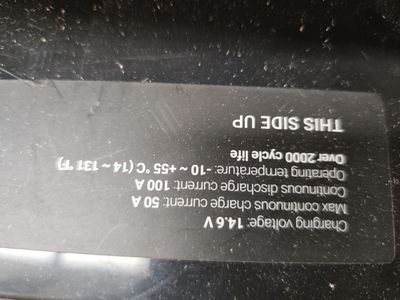 Charging voltage: 14.6 V
Max continuous charge current: 50 A
Continuous discharge current: 100 A
Operating temperature: -10 ~ +55 °C (14 ~ 131 °F)
Over 2000 cycle life
THIS SIDE UP